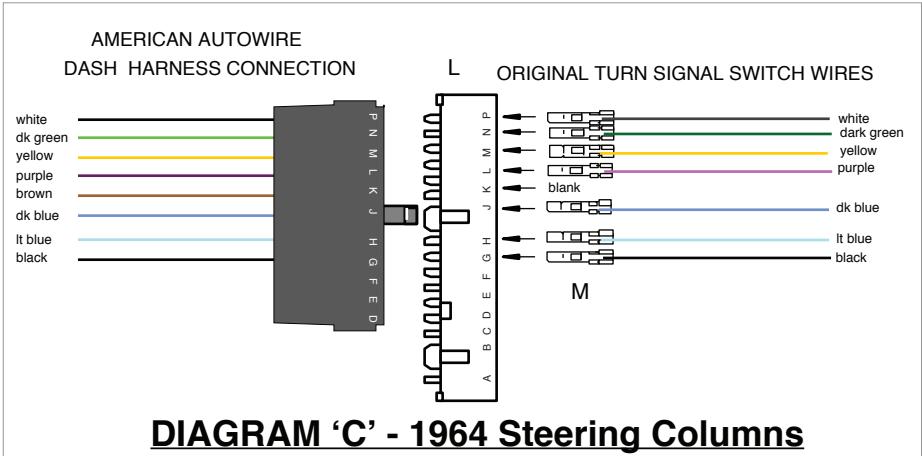 AMERICAN AUTOWIRE
DASH HARNESS CONNECTION
L
ORIGINAL TURN SIGNAL SWITCH WIRES
white
dk green
yellow
purple
brown
dk blue
lt blue
black
P
N
M
L
K
J
H
G
F
E
D
P
N
M
L
K
J
H
G
F
E
D
C
B
A
blank
white
dark green
yellow
purple
dk blue
lt blue
black
M
DIAGRAM ‘C’ - 1964 Steering Columns